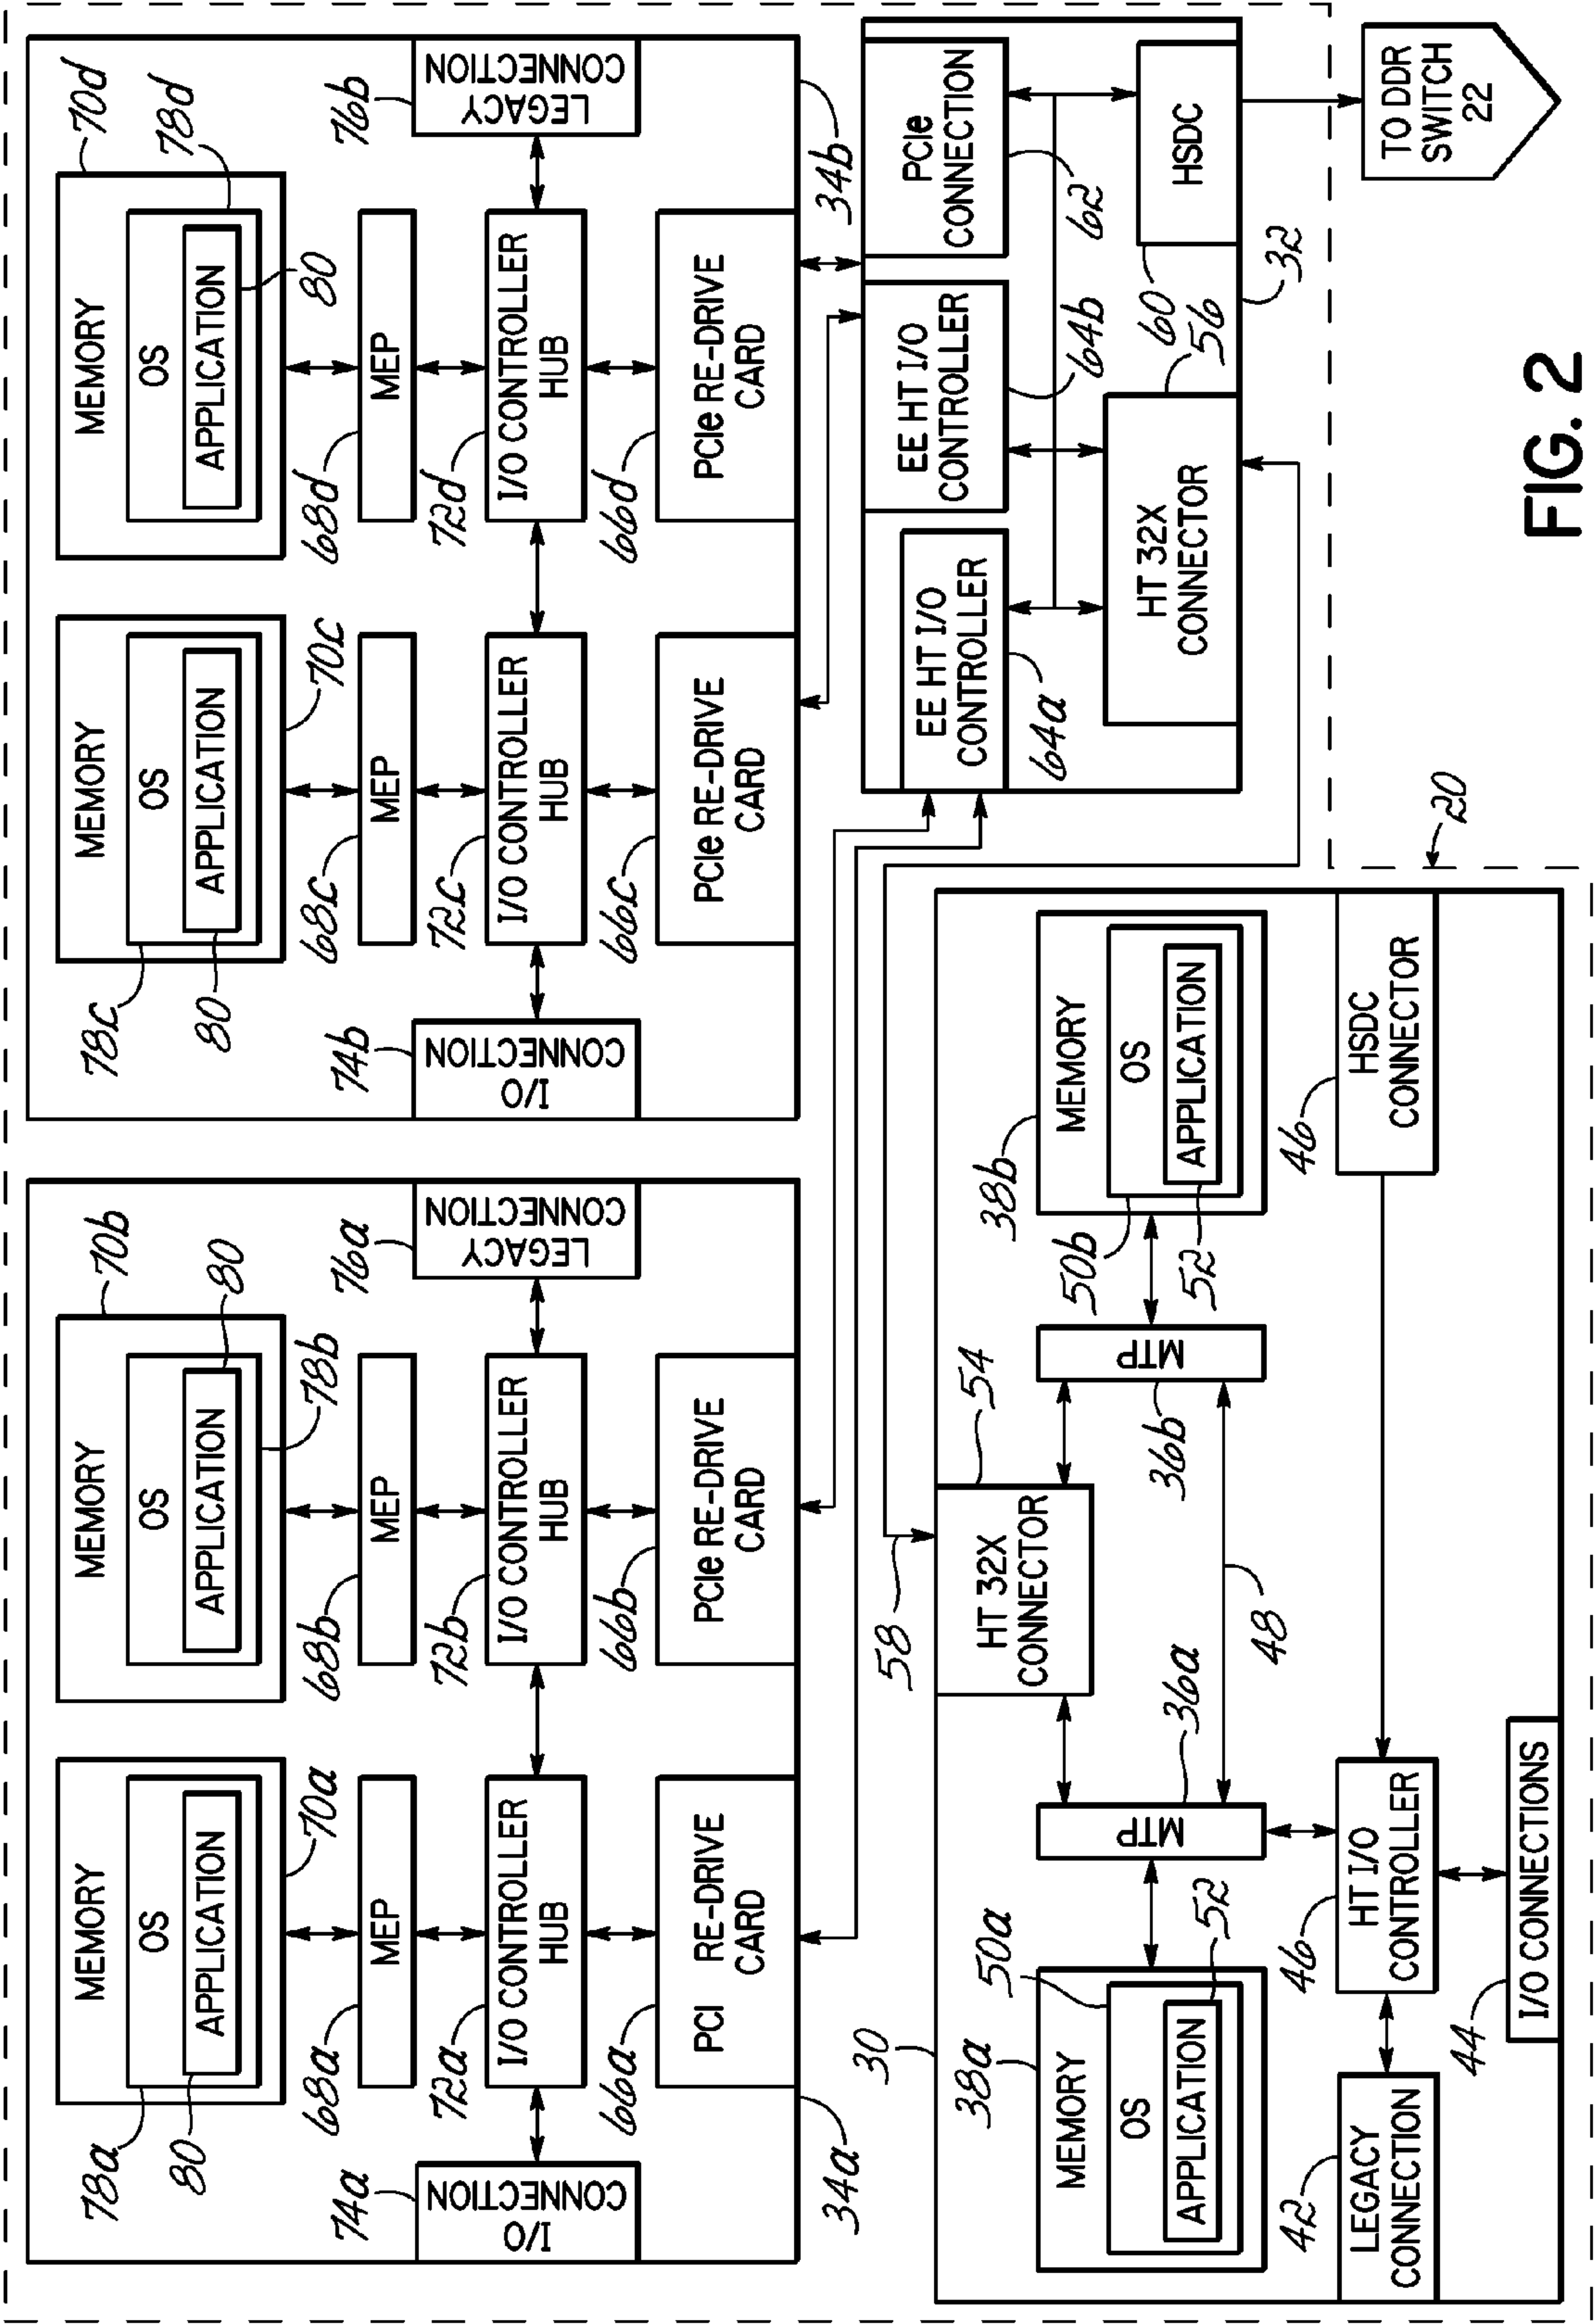 70a
MEMORY
OS
APPLICATION
78a
80
68a
MEP
72a
I/O CONTROLLER
HUB
74a
I/O
CONNECTION
66a
PCI RE-DRIVE
CARD
34a
70b
MEMORY
OS
APPLICATION
80
78b
68b
MEP
72b
I/O CONTROLLER
HUB
76a
LEGACY
CONNECTION
66b
PCIe RE-DRIVE
CARD
78c
MEMORY
OS
APPLICATION
80
70c
68c
MEP
74b
I/O
CONNECTION
72c
I/O CONTROLLER
HUB
66c
PCIe RE-DRIVE
CARD
70d
78d
MEMORY
OS
APPLICATION
80
68d
MEP
72d
I/O CONTROLLER
HUB
76b
LEGACY
CONNECTION
66d
PCIe RE-DRIVE
CARD
34b
30
38a
MEMORY
OS
APPLICATION
50a
52
58
HT 32X
CONNECTOR
54
MTP
36a
48
MTP
36b
38b
MEMORY
OS
APPLICATION
50b
52
42
LEGACY
CONNECTION
46
HT I/O
CONTROLLER
46
HSDC
CONNECTOR
44
I/O CONNECTIONS
20
EE HT I/O
CONTROLLER
64a
EE HT I/O
CONTROLLER
64b
PCIe
CONNECTION
62
HT 32X
CONNECTOR
56
60
HSDC
32
TO DDR
SWITCH
22
FIG. 2